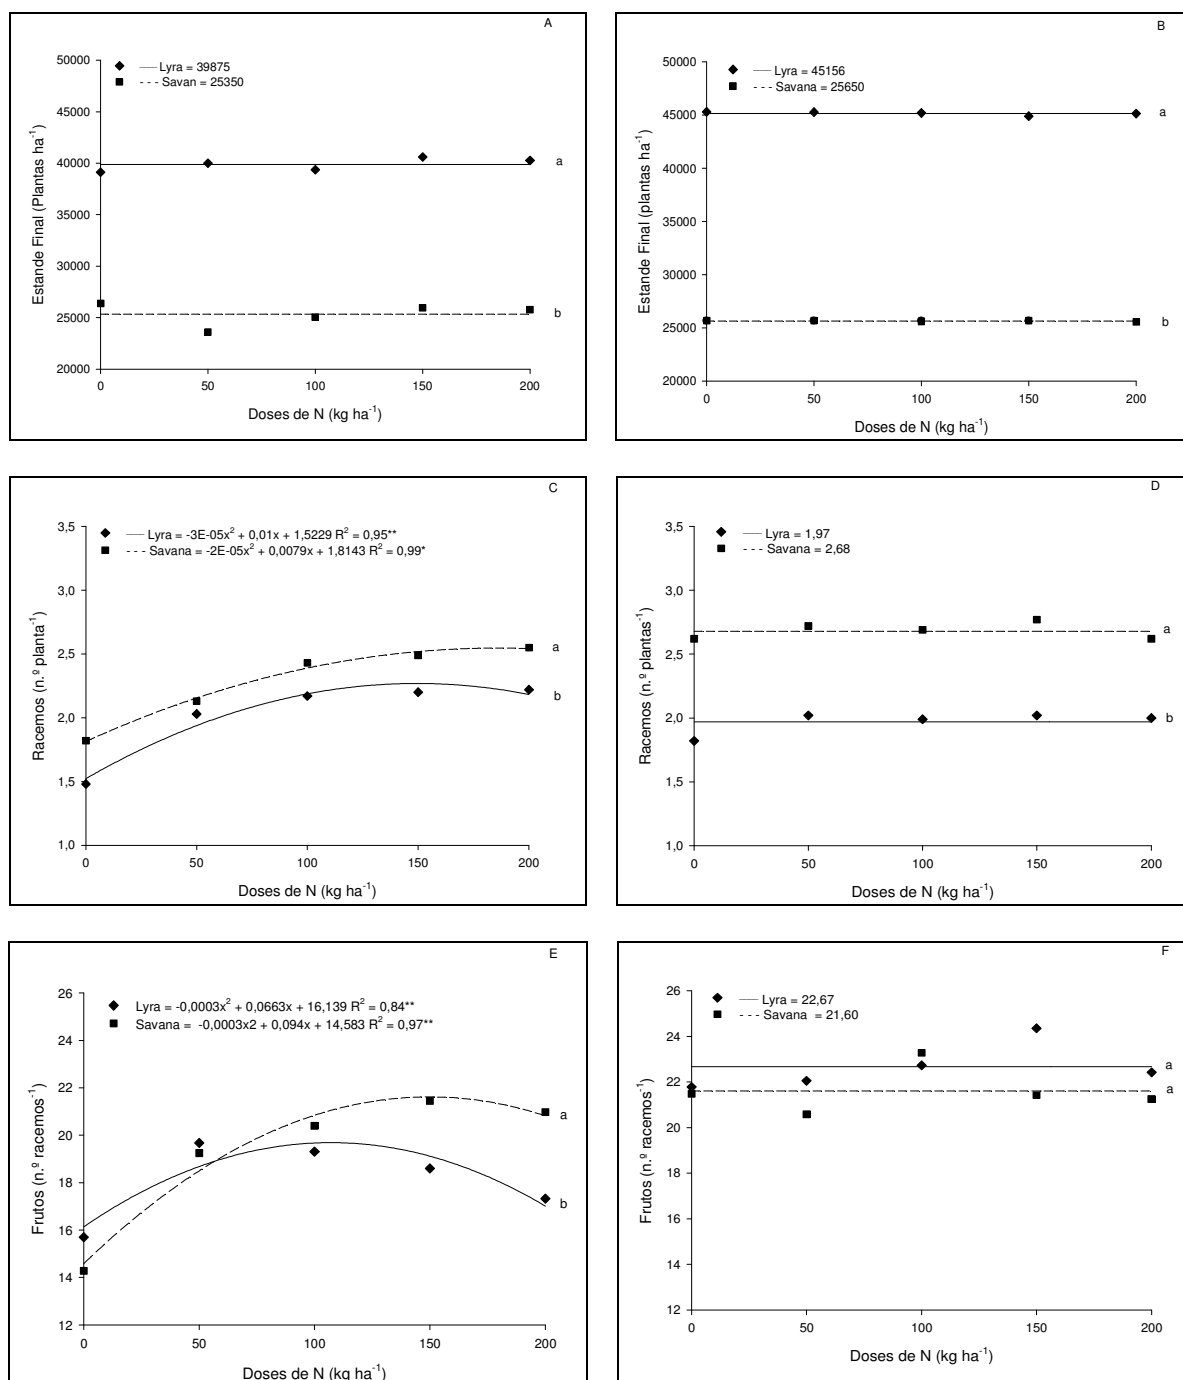 A
Lyra = 39875
Savan = 25350
50000
45000
40000
35000
30000
25000
20000
Estande Final (Plantas ha⁻¹)
a
b
0 50 100 150 200
Doses de N (kg ha⁻¹)
B
Lyra = 45156
Savana = 25650
50000
45000
40000
35000
30000
25000
20000
Estande Final (plantas ha⁻¹)
a
b
0 50 100 150 200
Doses de N (kg ha⁻¹)
C
Lyra = -3E-05x² + 0,01x + 1,5229 R² = 0,95**
Savana = -2E-05x² + 0,0079x + 1,8143 R² = 0,99*
3,5
3,0
2,5
2,0
1,5
1,0
Racemos (n.º planta⁻¹)
a
b
0 50 100 150 200
Doses de N (kg ha⁻¹)
D
Lyra = 1,97
Savana = 2,68
3,5
3,0
2,5
2,0
1,5
1,0
Racemos (n.º plantas⁻¹)
a
b
0 50 100 150 200
Doses de N (kg ha⁻¹)
E
Lyra = -0,0003x² + 0,0663x + 16,139 R² = 0,84**
Savana = -0,0003x2 + 0,094x + 14,583 R² = 0,97**
26
24
22
20
18
16
14
12
Frutos (n.º racemos⁻¹)
a
b
0 50 100 150 200
Doses de N (kg ha⁻¹)
F
Lyra = 22,67
Savana = 21,60
26
24
22
20
18
16
14
12
Frutos (n.º racemos⁻¹)
a
a
0 50 100 150 200
Doses de N (kg ha⁻¹)